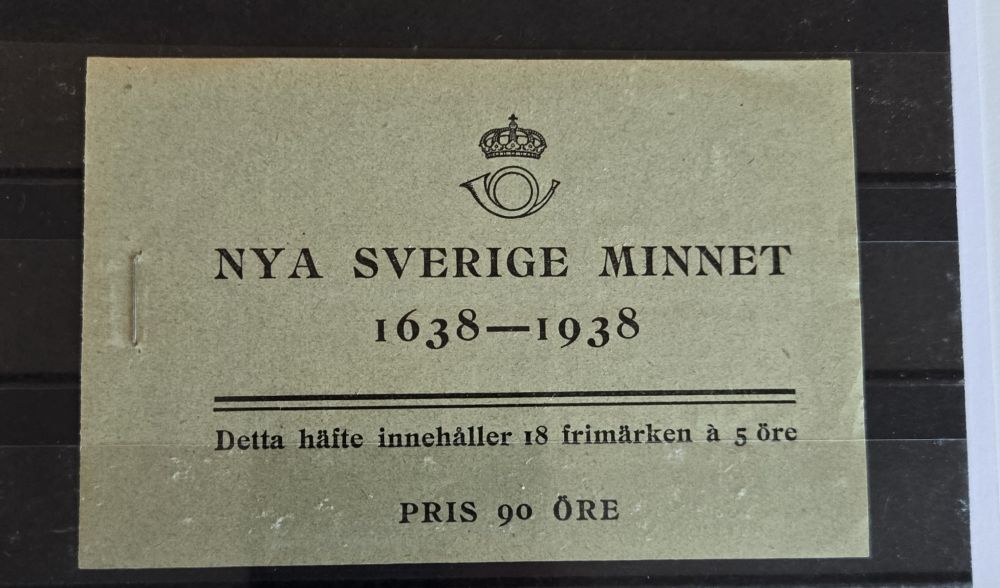 NYA SVERIGE MINNET
1638—1938
Detta häfte innehåller 18 frimärken à 5 öre
PRIS 90 ÖRE